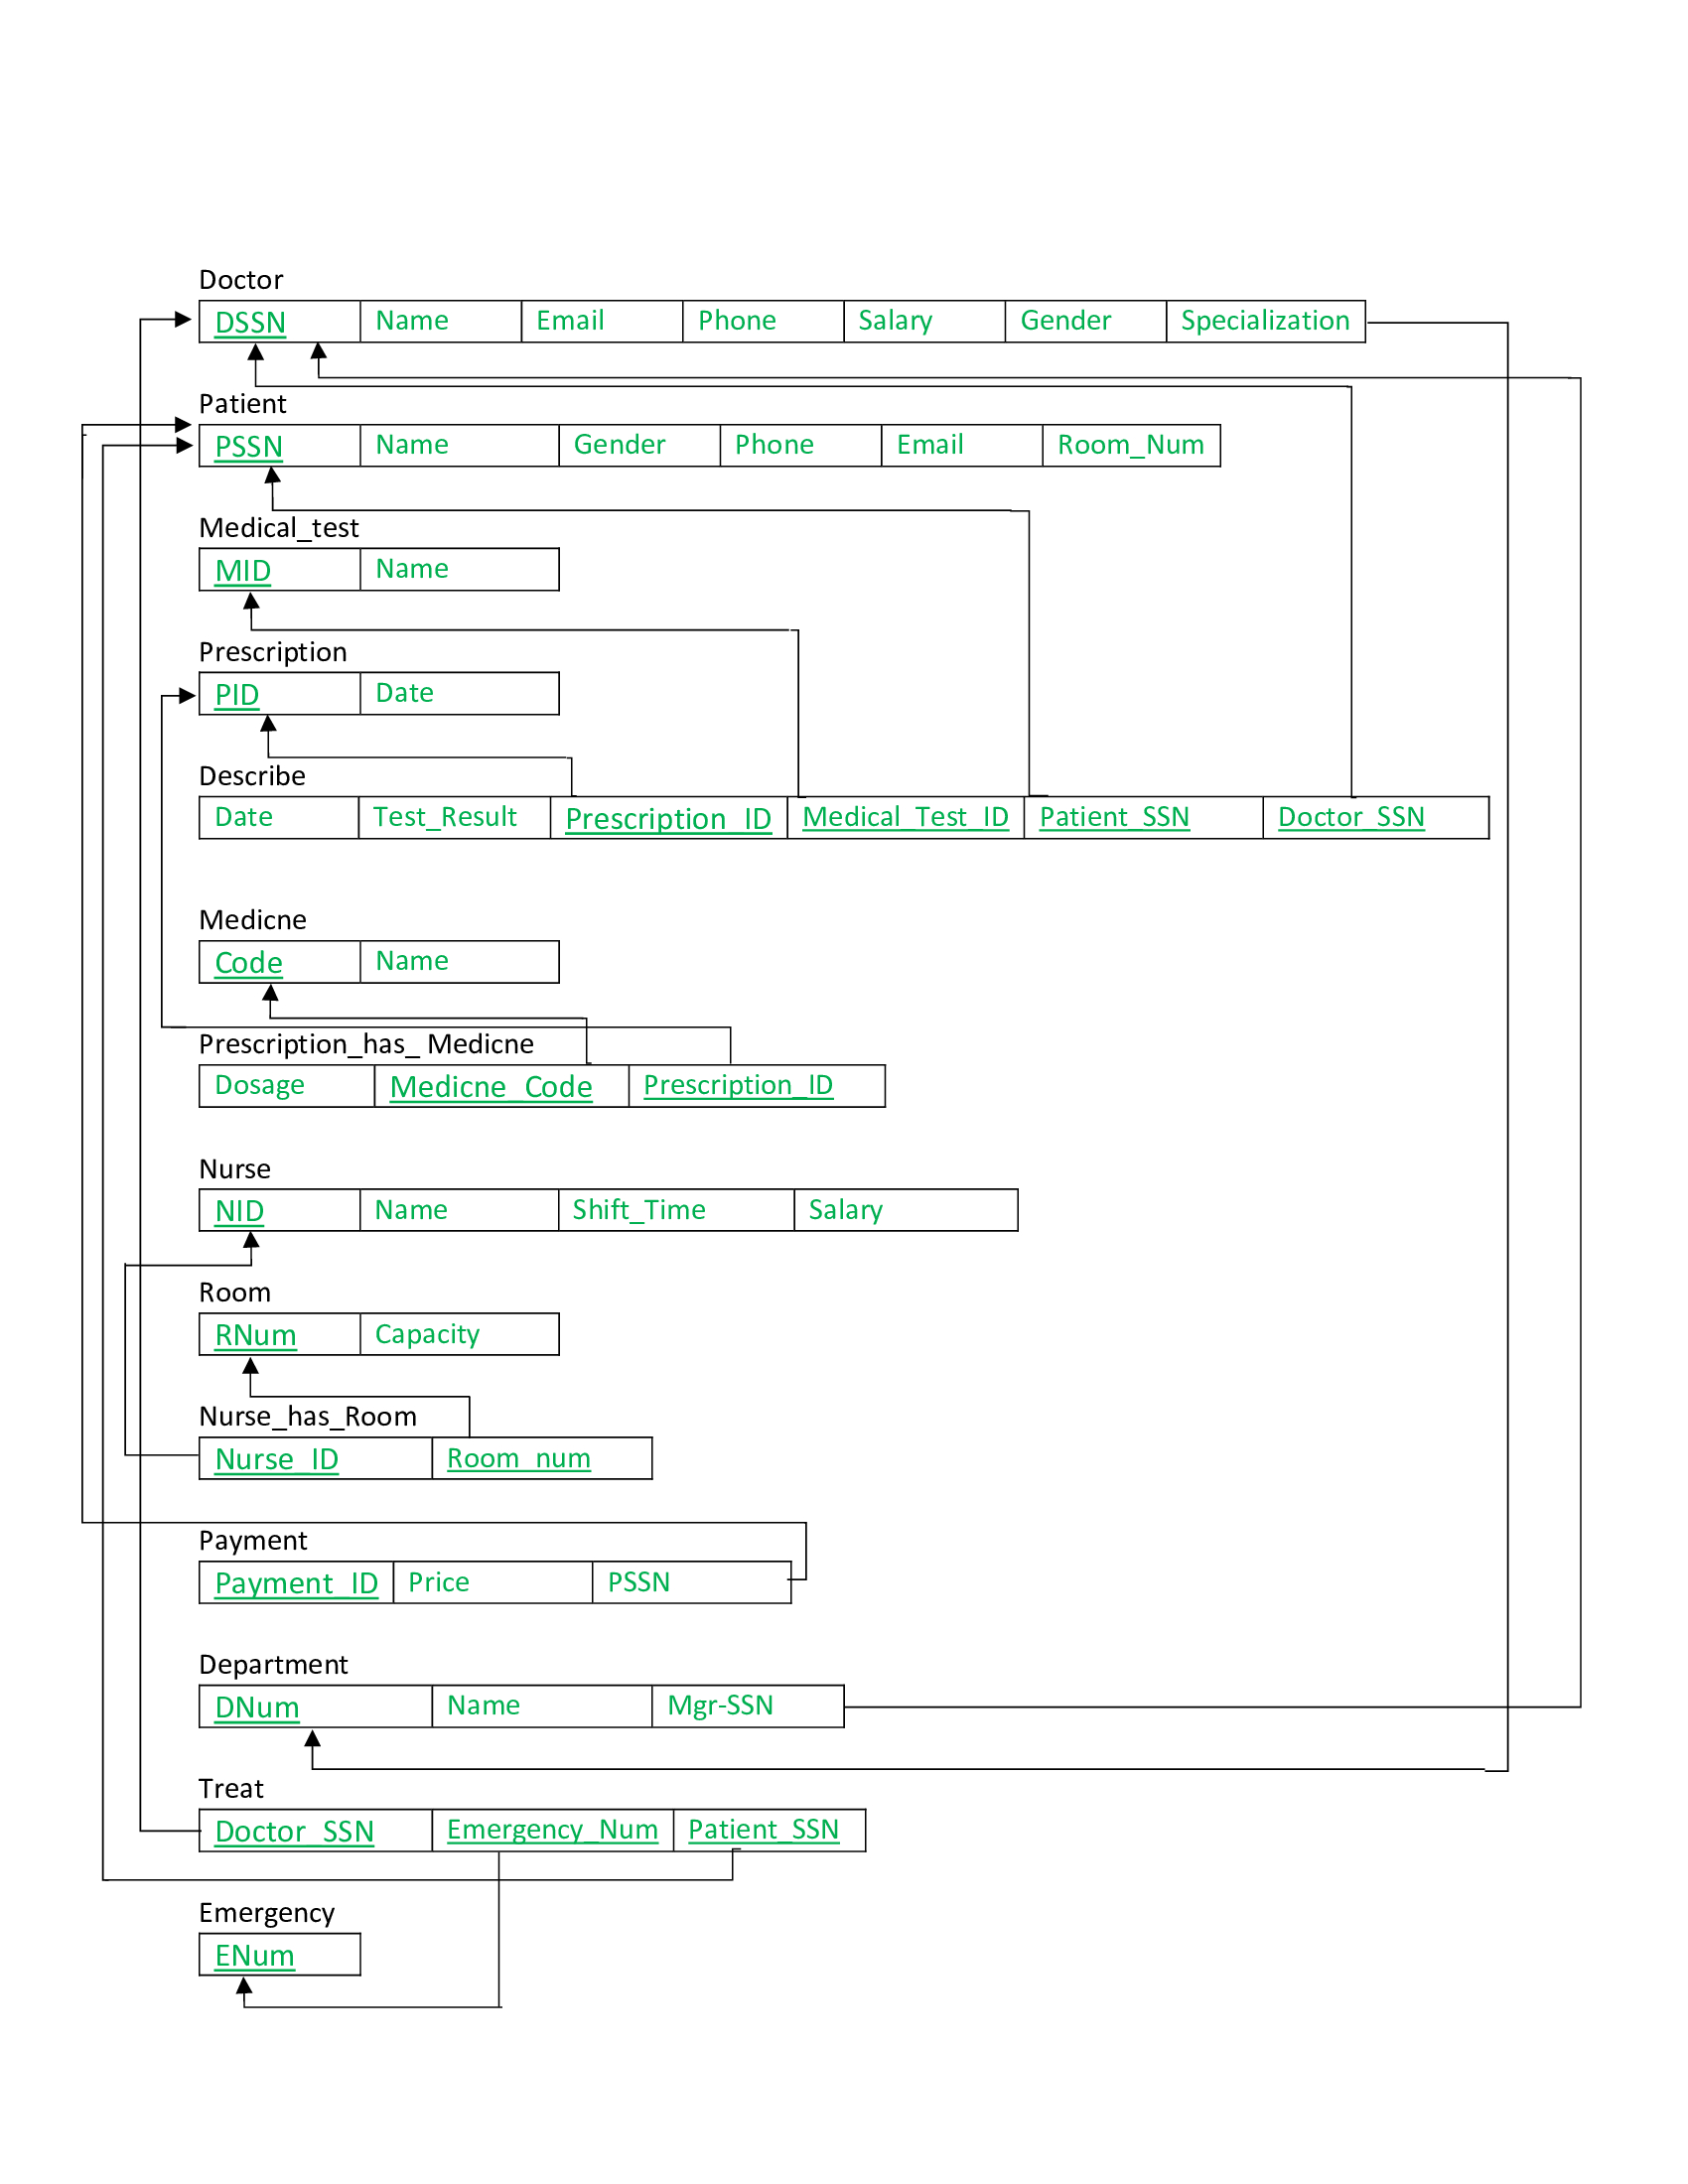 Doctor
DSSN Name Email Phone Salary Gender Specialization
Patient
PSSN Name Gender Phone Email Room_Num
Medical_test
MID Name
Prescription
PID Date
Describe
Date Test_Result Prescription_ID Medical_Test_ID Patient_SSN Doctor_SSN
Medicne
Code Name
Prescription_has_ Medicne
Dosage Medicne_Code Prescription_ID
Nurse
NID Name Shift_Time Salary
Room
RNum Capacity
Nurse_has_Room
Nurse_ID Room_num
Payment
Payment_ID Price PSSN
Department
DNum Name Mgr-SSN
Treat
Doctor_SSN Emergency_Num Patient_SSN
Emergency
ENum